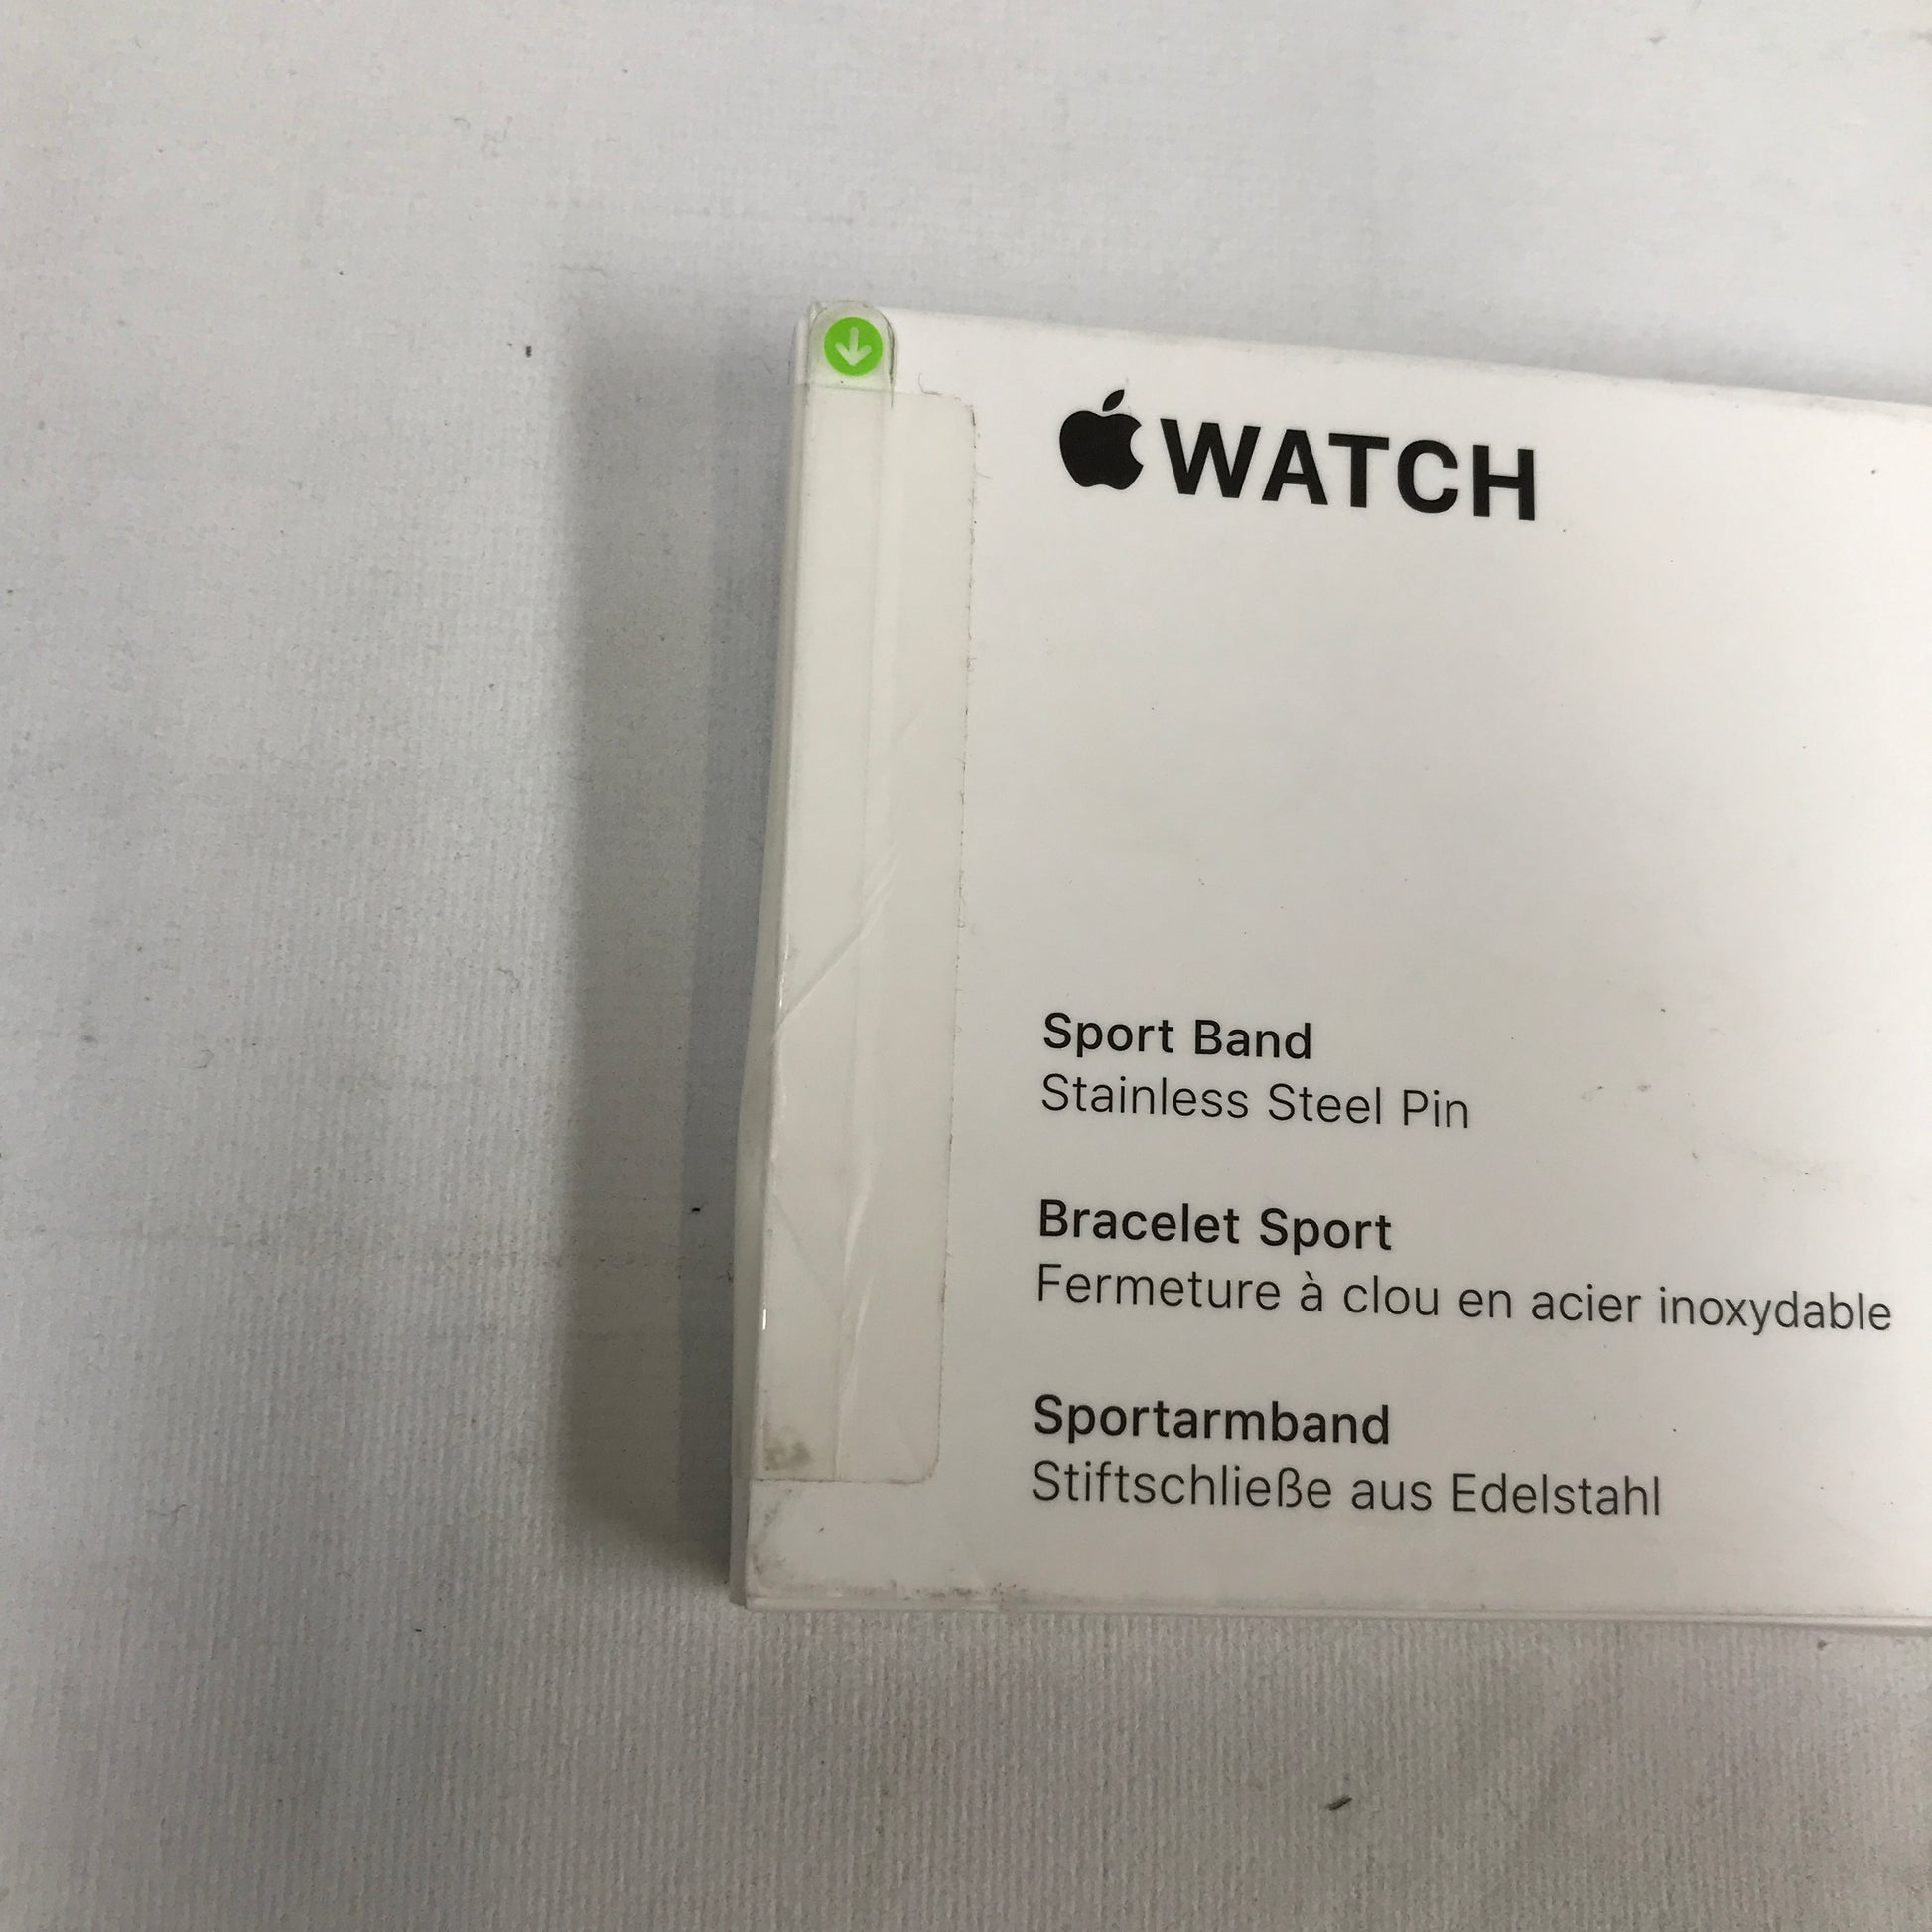 WATCH
Sport Band
Stainless Steel Pin
Bracelet Sport
Fermeture à clou en acier inoxydable
Sportarmband
Stiftschließe aus Edelstahl